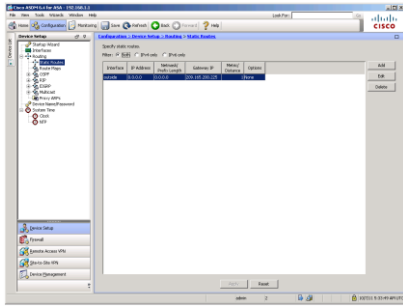 Cisco ASDM 6.4 for ASA - 192.168.1.1
File View Tools Wizards Window Help
Look For:
Go
Home Configuration Monitoring Save Refresh Back Forward Help
CISCO
Device List
Device Setup
Startup Wizard
Interfaces
Routing
Static Routes
Route Maps
OSPF
RIP
EIGRP
Multicast
Proxy ARPs
Device Name/Password
System Time
Clock
NTP
Configuration > Device Setup > Routing > Static Routes
Specify static routes.
Filter: Both IPv4 only IPv6 only
Interface IP Address Netmask/ Prefix Length Gateway IP Metric/ Distance Options
outside 0.0.0.0 0.0.0.0 209.165.200.225 None
Add
Edit
Delete
Device Setup
Firewall
Remote Access VPN
Site-to-Site VPN
Device Management
Apply Reset